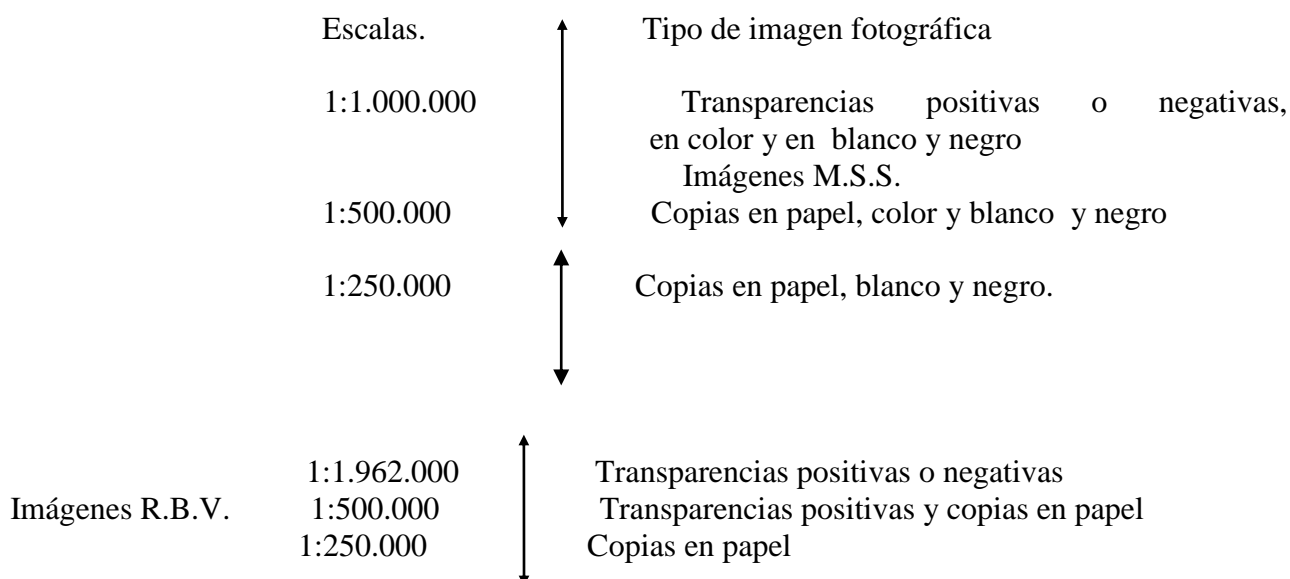 Escalas. Tipo de imagen fotográfica
1:1.000.000 Transparencias positivas o negativas,
en color y en blanco y negro
Imágenes M.S.S.
1:500.000 Copias en papel, color y blanco y negro
1:250.000 Copias en papel, blanco y negro.
1:1.962.000 Transparencias positivas o negativas
Imágenes R.B.V. 1:500.000 Transparencias positivas y copias en papel
1:250.000 Copias en papel